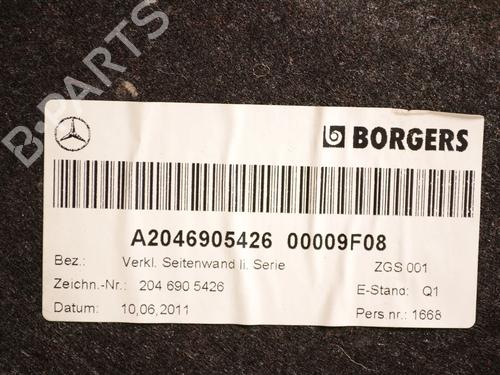 B-PARTS
BORGERS
A2046905426 00009F08
Bez.: Verkl. Seitenwand li. Serie ZGS 001
Zeichn.-Nr.: 204 690 5426 E-Stand: Q1
Datum: 10,06,2011 Pers.nr.: 1668